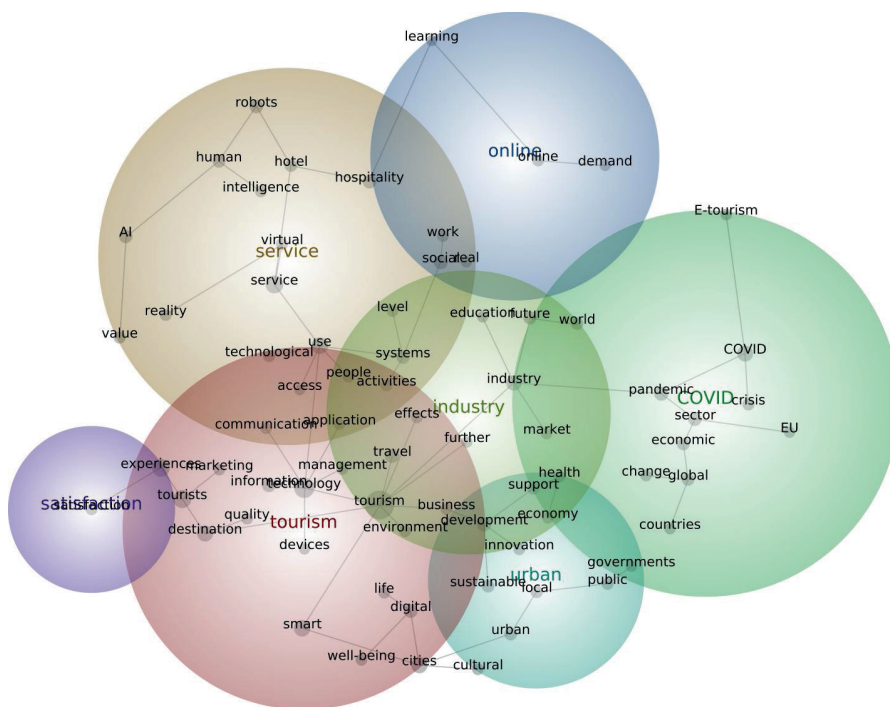 learning
robots
online
online
human
hotel
demand
intelligence
hospitality
E-tourism
AI
virtual
work
service
social
real
service
reality
level
education
future
world
value
use
technological
systems
COVID
people
access
activities
industry
pandemic
COVID
crisis
industry
effects
sector
communication
application
market
EU
further
economic
travel
experiences
marketing
management
health
change
global
information
technology
support
satisfaction
satisfaction
tourists
tourism
business
quality
tourism
development
economy
destination
environment
countries
devices
innovation
governments
sustainable
urban
public
life
local
digital
smart
urban
well-being
cities
cultural